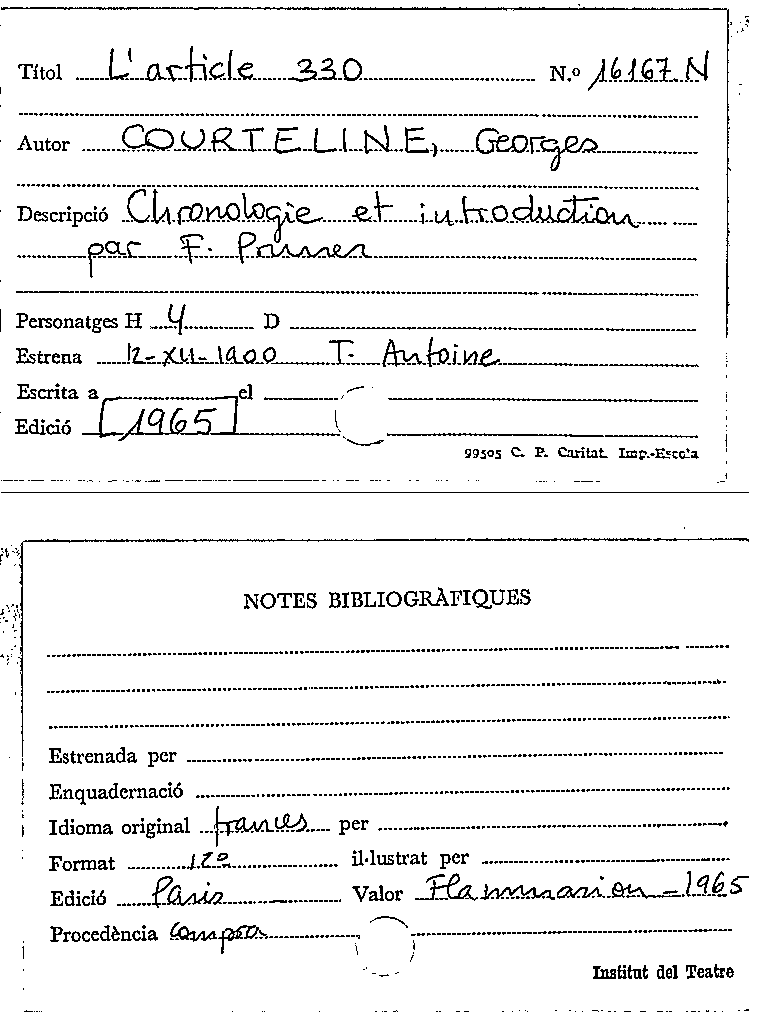 Títol L'article 330 N.º 16167 N
Autor COURTELINE, Georges
Descripció Chronologie et introduction
par F.
Personatges H 4 D
Estrena 12-XII-1900 T. Antoine
Escrita a el
Edició [1965]
99505 C. P. Caritat. Imp.-Escola
NOTES BIBLIOGRÀFIQUES
Estrenada per
Enquadernació
Idioma original frances per
Format 12º il·lustrat per
Edició Paris Valor Flammarion - 1965
Procedència Compra
Institut del Teatre